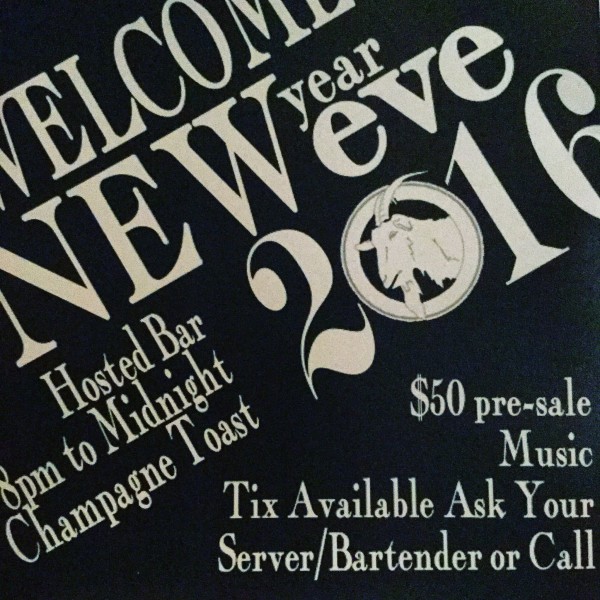 WELCOME
NEW year eve
2016
Hosted Bar
8pm to Midnight
Champagne Toast
$50 pre-sale
Music
Tix Available Ask Your
Server/Bartender or Call